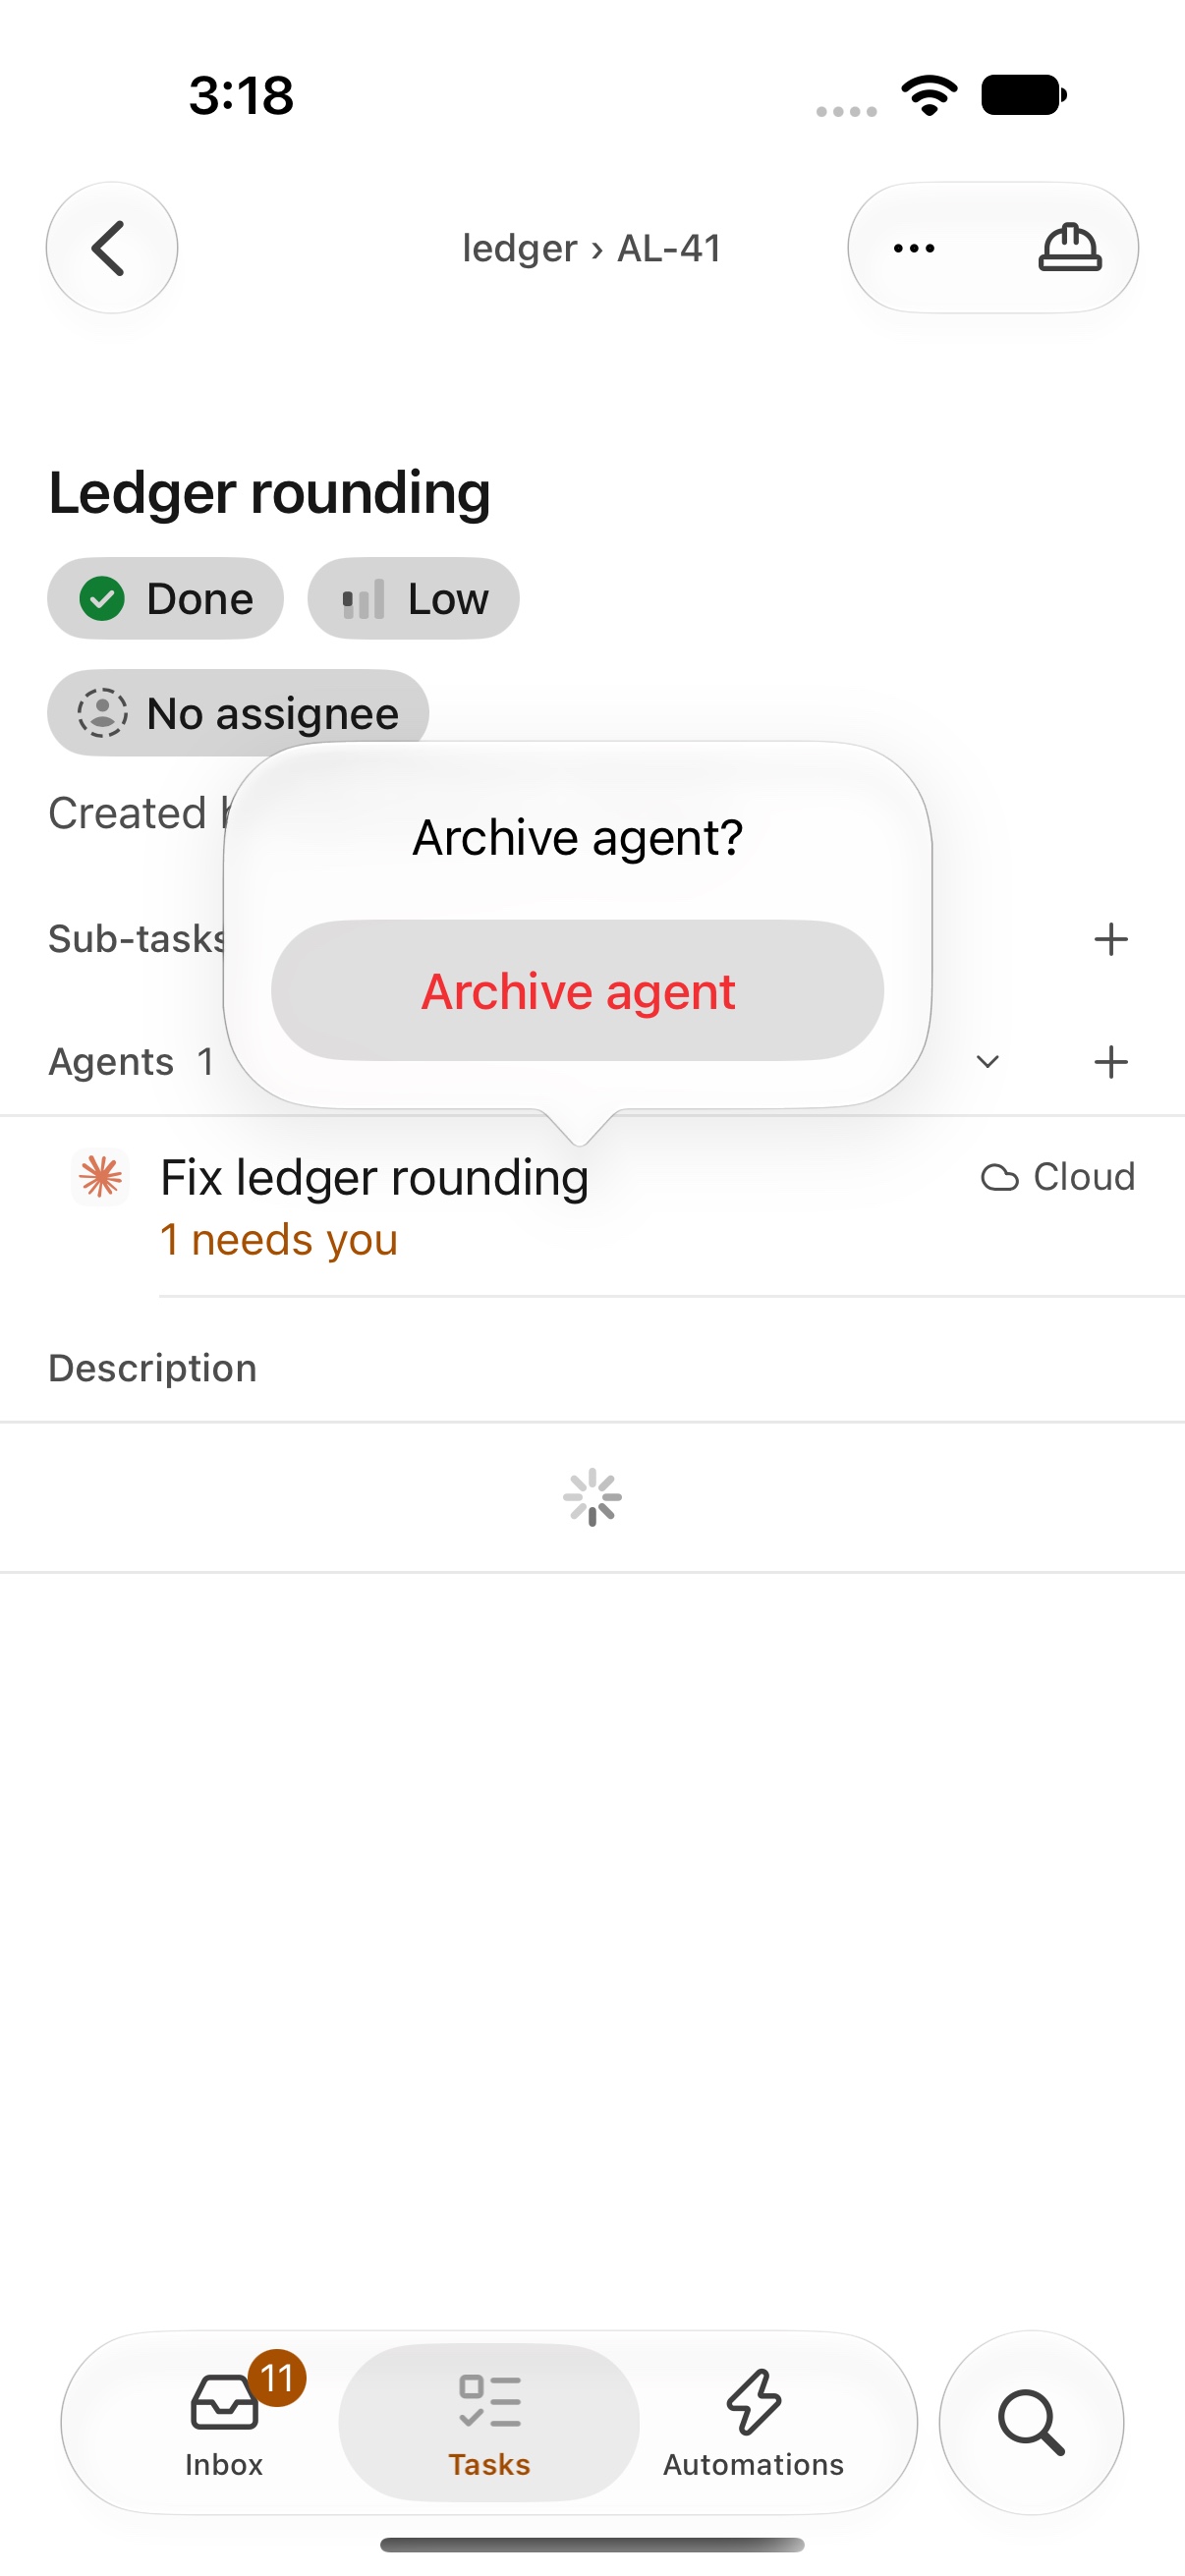 3:18
ledger › AL-41
Ledger rounding
Done
Low
No assignee
Created
Archive agent?
Archive agent
Sub-tasks
Agents 1
Fix ledger rounding
Cloud
1 needs you
Description
11
Inbox
Tasks
Automations